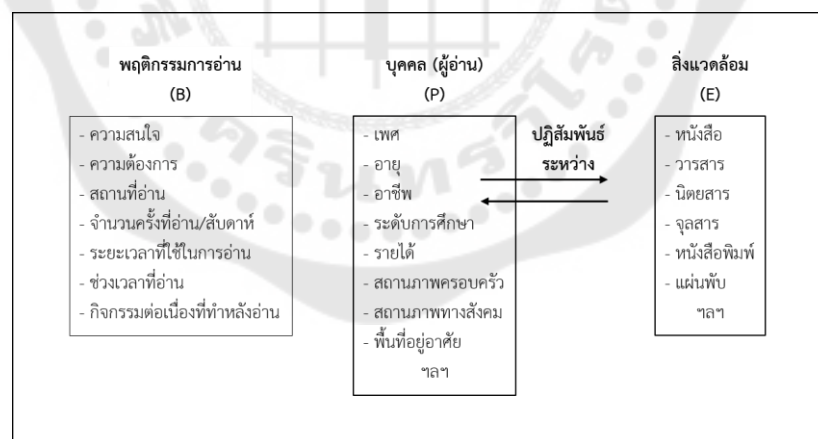 พฤติกรรมการอ่าน
(B)
- ความสนใจ
- ความต้องการ
- สถานที่อ่าน
- จำนวนครั้งที่อ่าน/สัปดาห์
- ระยะเวลาที่ใช้ในการอ่าน
- ช่วงเวลาที่อ่าน
- กิจกรรมต่อเนื่องที่ทำหลังอ่าน
บุคคล (ผู้อ่าน)
(P)
- เพศ
- อายุ
- อาชีพ
- ระดับการศึกษา
- รายได้
- สถานภาพครอบครัว
- สถานภาพทางสังคม
- พื้นที่อยู่อาศัย
ฯลฯ
ปฏิสัมพันธ์
ระหว่าง
สิ่งแวดล้อม
(E)
- หนังสือ
- วารสาร
- นิตยสาร
- จุลสาร
- หนังสือพิมพ์
- แผ่นพับ
ฯลฯ